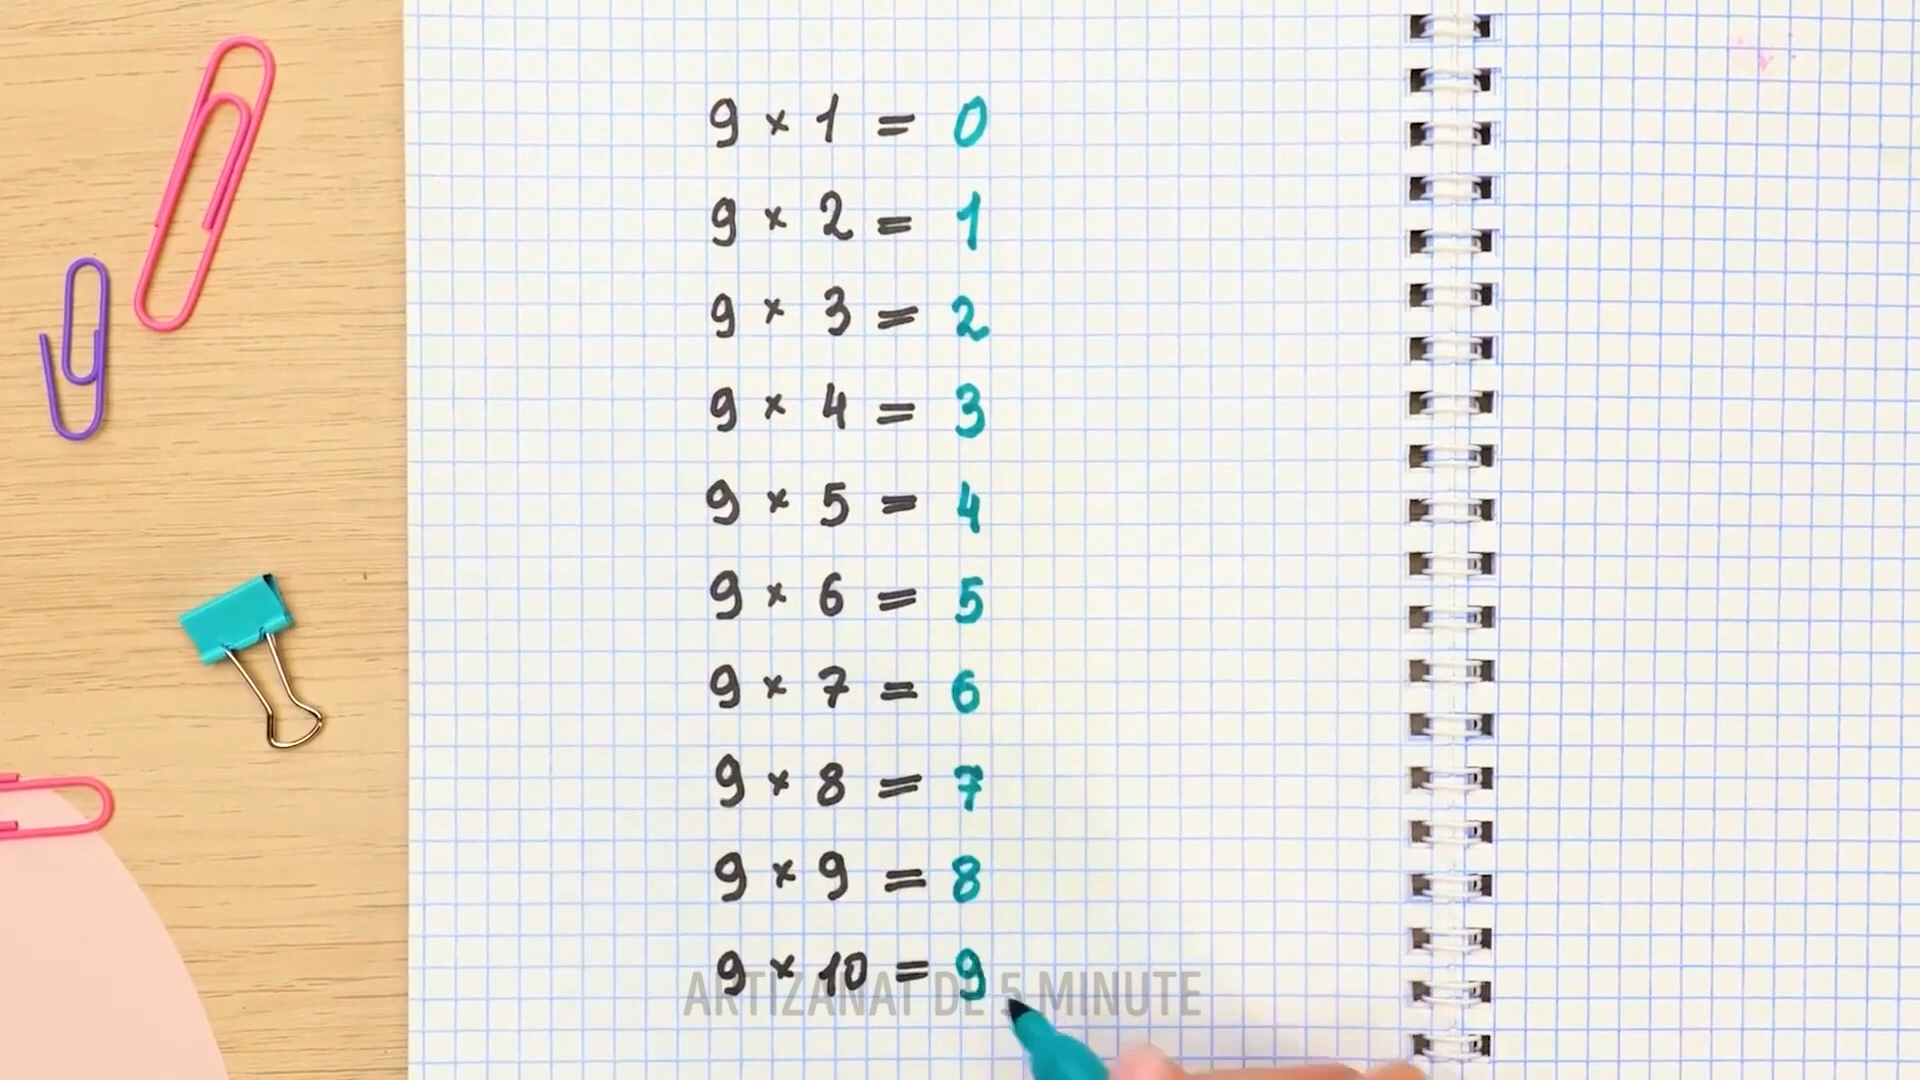 9 × 1 = 0
9 × 2 = 1
9 × 3 = 2
9 × 4 = 3
9 × 5 = 4
9 × 6 = 5
9 × 7 = 6
9 × 8 = 7
9 × 9 = 8
9 × 10 = 9
ARTIZANAT DE 5 MINUTE